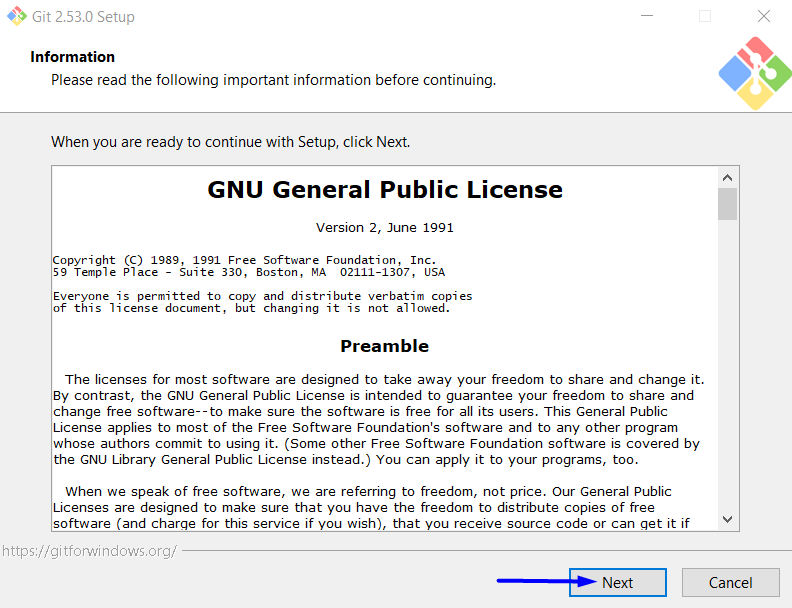 Git 2.53.0 Setup
Information
Please read the following important information before continuing.
When you are ready to continue with Setup, click Next.
GNU General Public License
Version 2, June 1991
Copyright (C) 1989, 1991 Free Software Foundation, Inc.
59 Temple Place - Suite 330, Boston, MA  02111-1307, USA
Everyone is permitted to copy and distribute verbatim copies
of this license document, but changing it is not allowed.
Preamble
The licenses for most software are designed to take away your freedom to share and change it.
By contrast, the GNU General Public License is intended to guarantee your freedom to share and
change free software--to make sure the software is free for all its users. This General Public
License applies to most of the Free Software Foundation's software and to any other program
whose authors commit to using it. (Some other Free Software Foundation software is covered by
the GNU Library General Public License instead.) You can apply it to your programs, too.
When we speak of free software, we are referring to freedom, not price. Our General Public
Licenses are designed to make sure that you have the freedom to distribute copies of free
software (and charge for this service if you wish), that you receive source code or can get it if
https://gitforwindows.org/
Next
Cancel